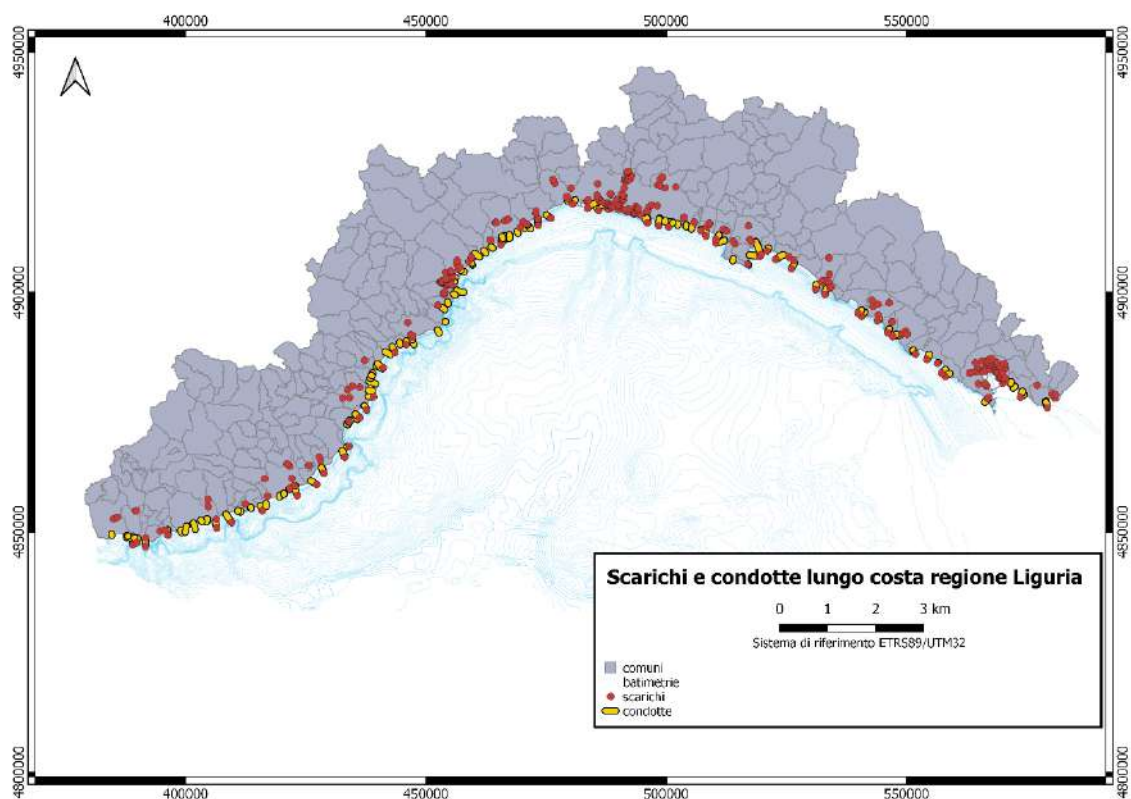 400000 450000 500000 550000
4950000 4950000
4900000 4900000
4850000 4850000
4800000 4800000
Scarichi e condotte lungo costa regione Liguria
0 1 2 3 km
Sistema di riferimento ETRS89/UTM32
comuni
batimetrie
scarichi
condotte
400000 450000 500000 550000